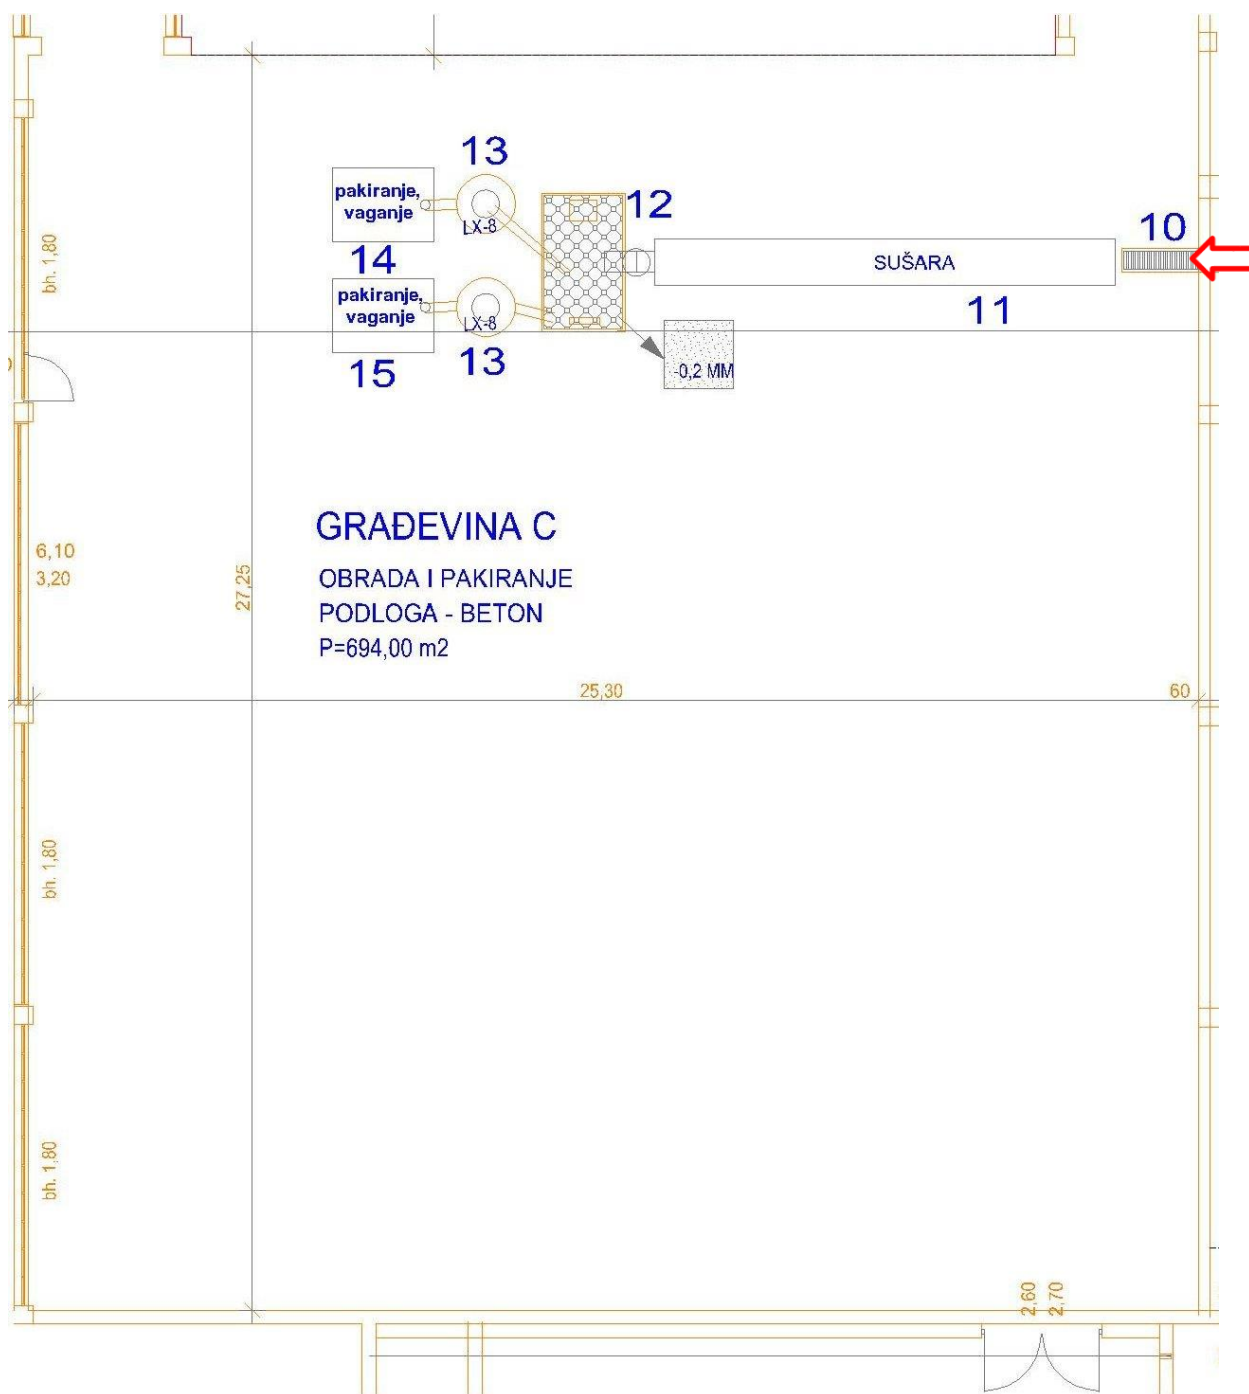 13
pakiranje,
vaganje
LX-8
12
10
bh. 1,80
14
SUŠARA
pakiranje,
vaganje
LX-8
11
15
13
-0,2 MM
GRAĐEVINA C
6,10
3,20
27,25
OBRADA I PAKIRANJE
PODLOGA - BETON
P=694,00 m2
25,30
60
bh. 1,80
bh. 1,80
2,60
2,70